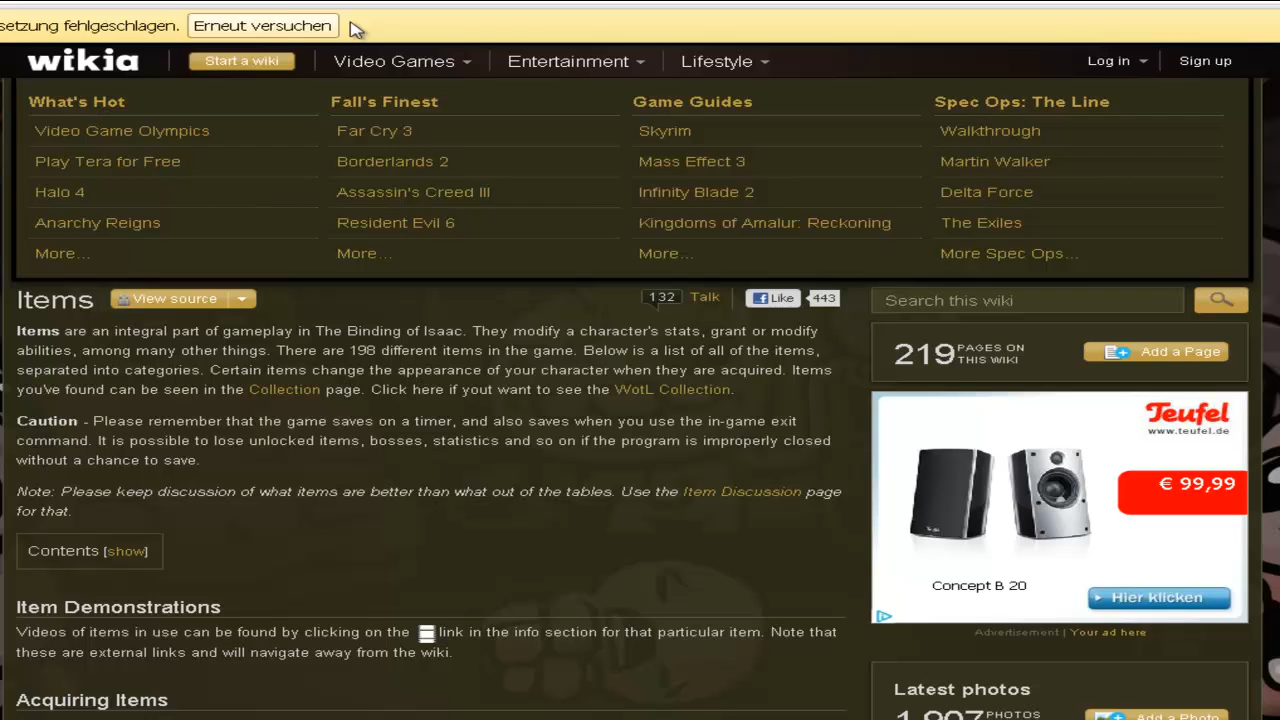 setzung fehlgeschlagen. Erneut versuchen
wikia Start a wiki Video Games Entertainment Lifestyle Log in Sign up
What's Hot Fall's Finest Game Guides Spec Ops: The Line
Video Game Olympics Far Cry 3 Skyrim Walkthrough
Play Tera for Free Borderlands 2 Mass Effect 3 Martin Walker
Halo 4 Assassin's Creed III Infinity Blade 2 Delta Force
Anarchy Reigns Resident Evil 6 Kingdoms of Amalur: Reckoning The Exiles
More... More... More... More Spec Ops...
Items View source 132 Talk Like 443
Items are an integral part of gameplay in The Binding of Isaac. They modify a character's stats, grant or modify
abilities, among many other things. There are 198 different items in the game. Below is a list of all of the items,
separated into categories. Certain items change the appearance of your character when they are acquired. Items
you've found can be seen in the Collection page. Click here if yout want to see the WotL Collection.
Caution - Please remember that the game saves on a timer, and also saves when you use the in-game exit
command. It is possible to lose unlocked items, bosses, statistics and so on if the program is improperly closed
without a chance to save.
Note: Please keep discussion of what items are better than what out of the tables. Use the Item Discussion page
for that.
Contents [show]
Item Demonstrations
Videos of items in use can be found by clicking on the link in the info section for that particular item. Note that
these are external links and will navigate away from the wiki.
Acquiring Items
Search this wiki
219 PAGES ON
THIS WIKI
Add a Page
Teufel
www.teufel.de
€ 99,99
Concept B 20
Hier klicken
Advertisement | Your ad here
Latest photos
1,907 PHOTOS
Add a Photo